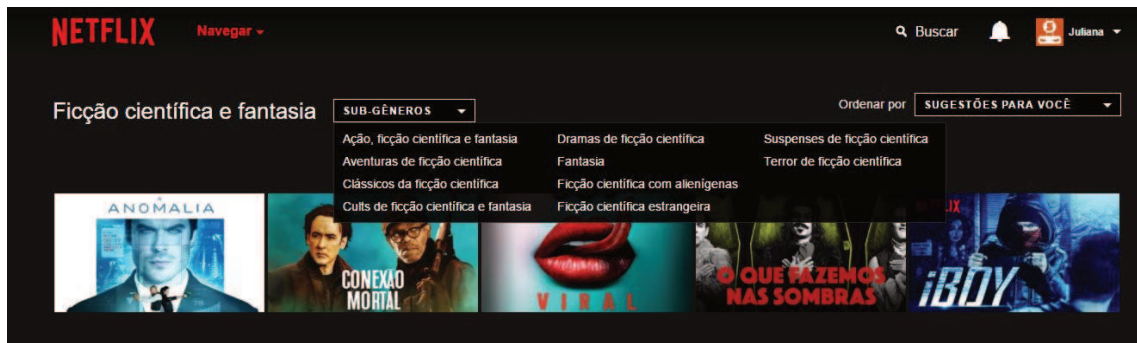 NETFLIX Navegar Buscar Juliana
Ficção científica e fantasia SUB-GÊNEROS Ordenar por SUGESTÕES PARA VOCÊ
Ação, ficção científica e fantasia Dramas de ficção científica Suspenses de ficção científica
Aventuras de ficção científica Fantasia Terror de ficção científica
Clássicos da ficção científica Ficção científica com alienígenas
Cults de ficção científica e fantasia Ficção científica estrangeira
ANOMALIA
CONEXÃO
MORTAL
VIRAL
O QUE FAZEMOS
NAS SOMBRAS
iBOY